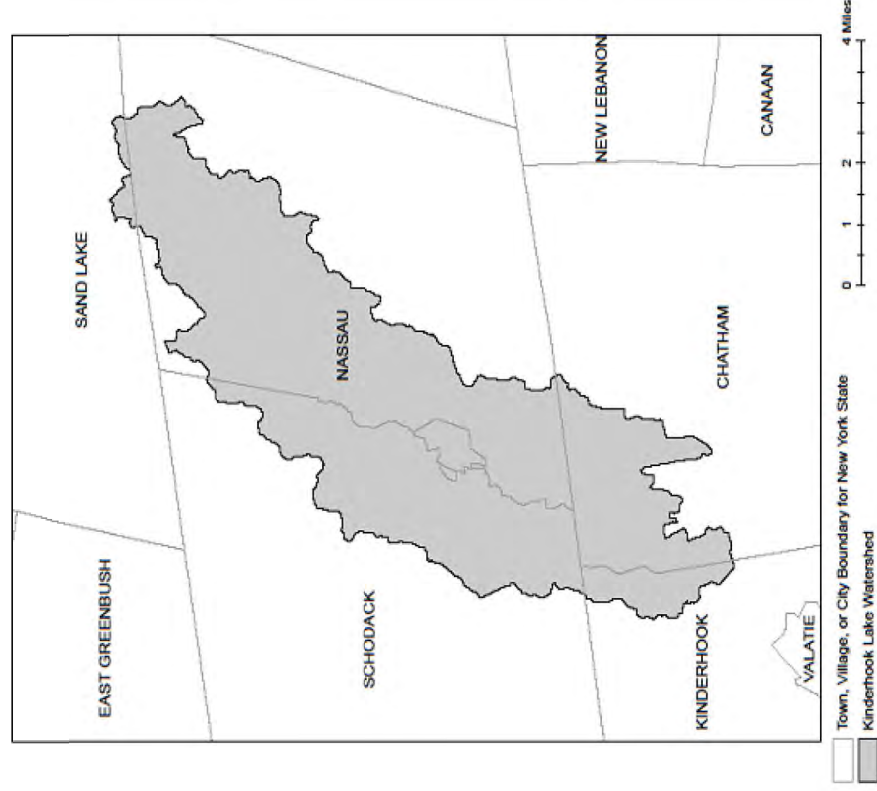 SAND LAKE
EAST GREENBUSH
NASSAU
SCHODACK
NEW LEBANON
CANAAN
CHATHAM
KINDERHOOK
VALATIE
Town, Village, or City Boundary for New York State
Kinderhook Lake Watershed
0 1 2 4 Miles